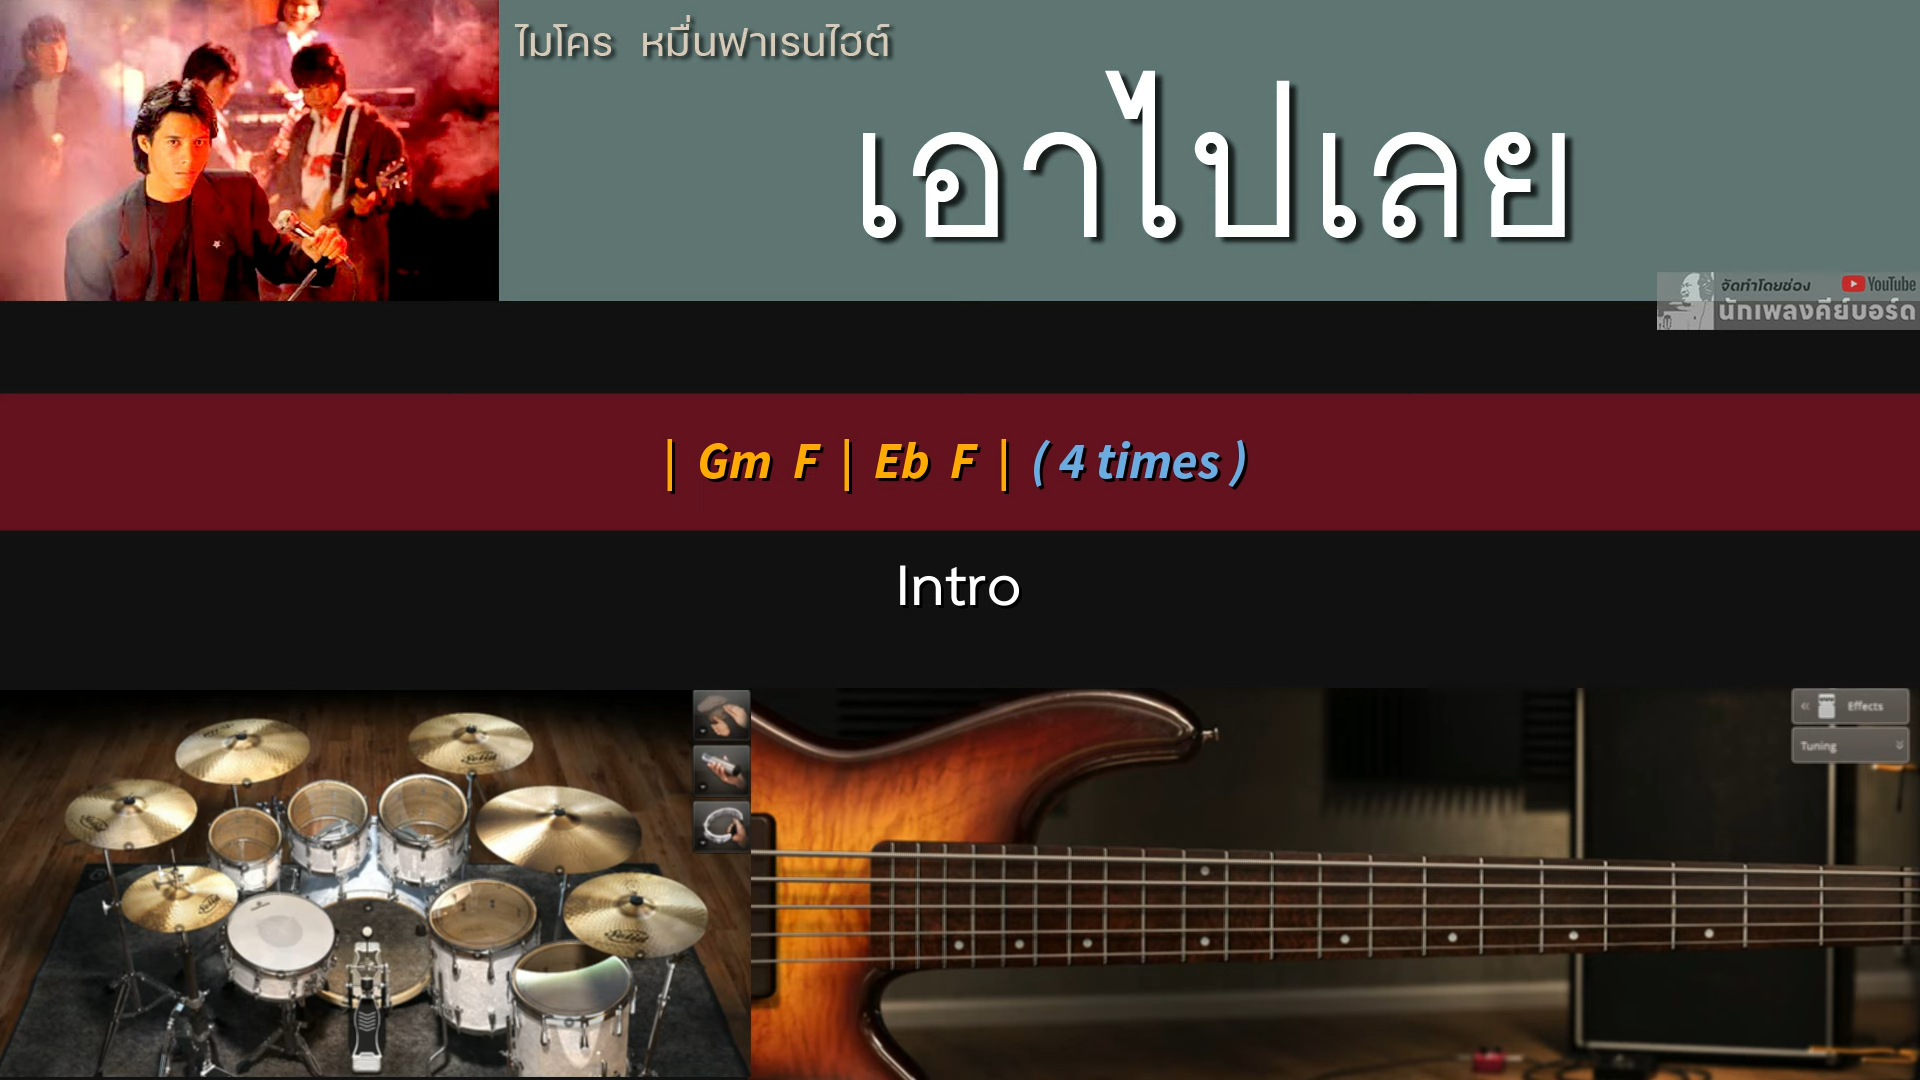 ไมโคร หมื่นฟาเรนไฮต์
เอาไปเลย
จัดทำโดยช่อง YouTube
นักเพลงคีย์บอร์ด
| Gm F | Eb F | ( 4 times )
Intro
Effects
Tuning